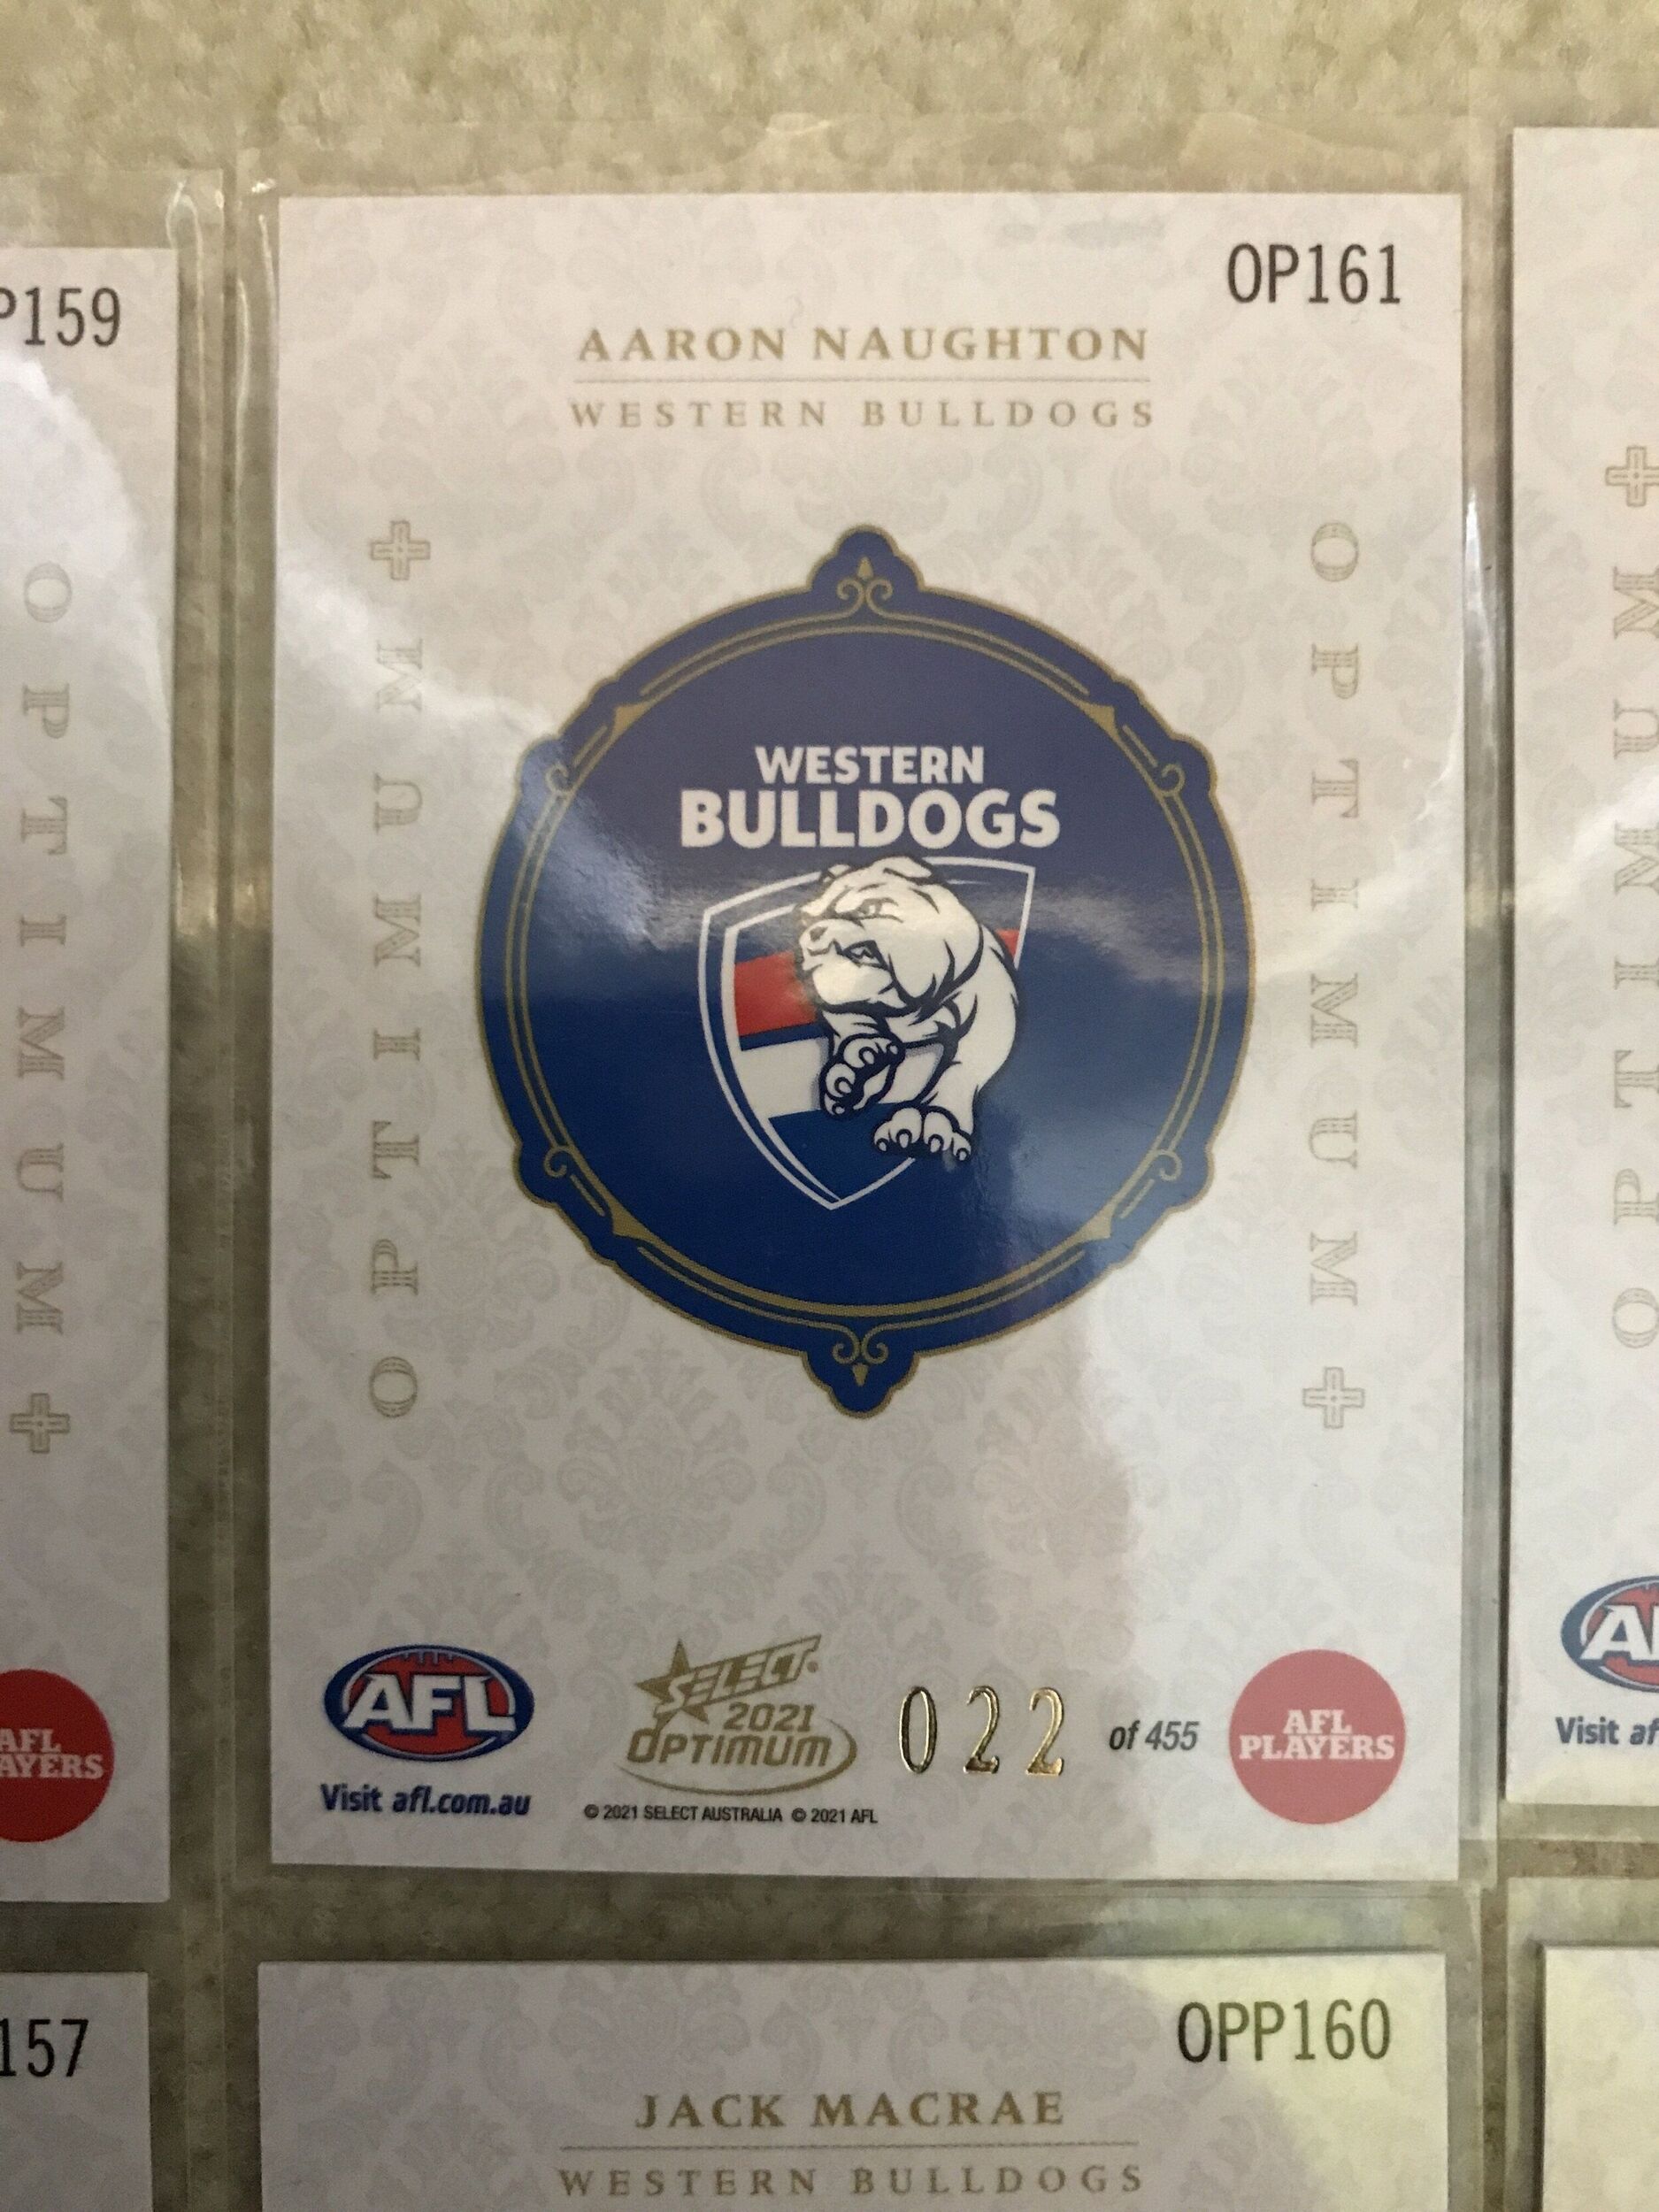 OP161
AARON NAUGHTON
WESTERN BULLDOGS
OPTIMUM
OPTIMUM
WESTERN
BULLDOGS
AFL
Visit afl.com.au
SELECT
2021
OPTIMUM
© 2021 SELECT AUSTRALIA © 2021 AFL
022 of 455
AFL
PLAYERS
P159
OPTIMUM
AFL
AYERS
OPTIMUM
Visit af
157
OPP160
JACK MACRAE
WESTERN BULLDOGS